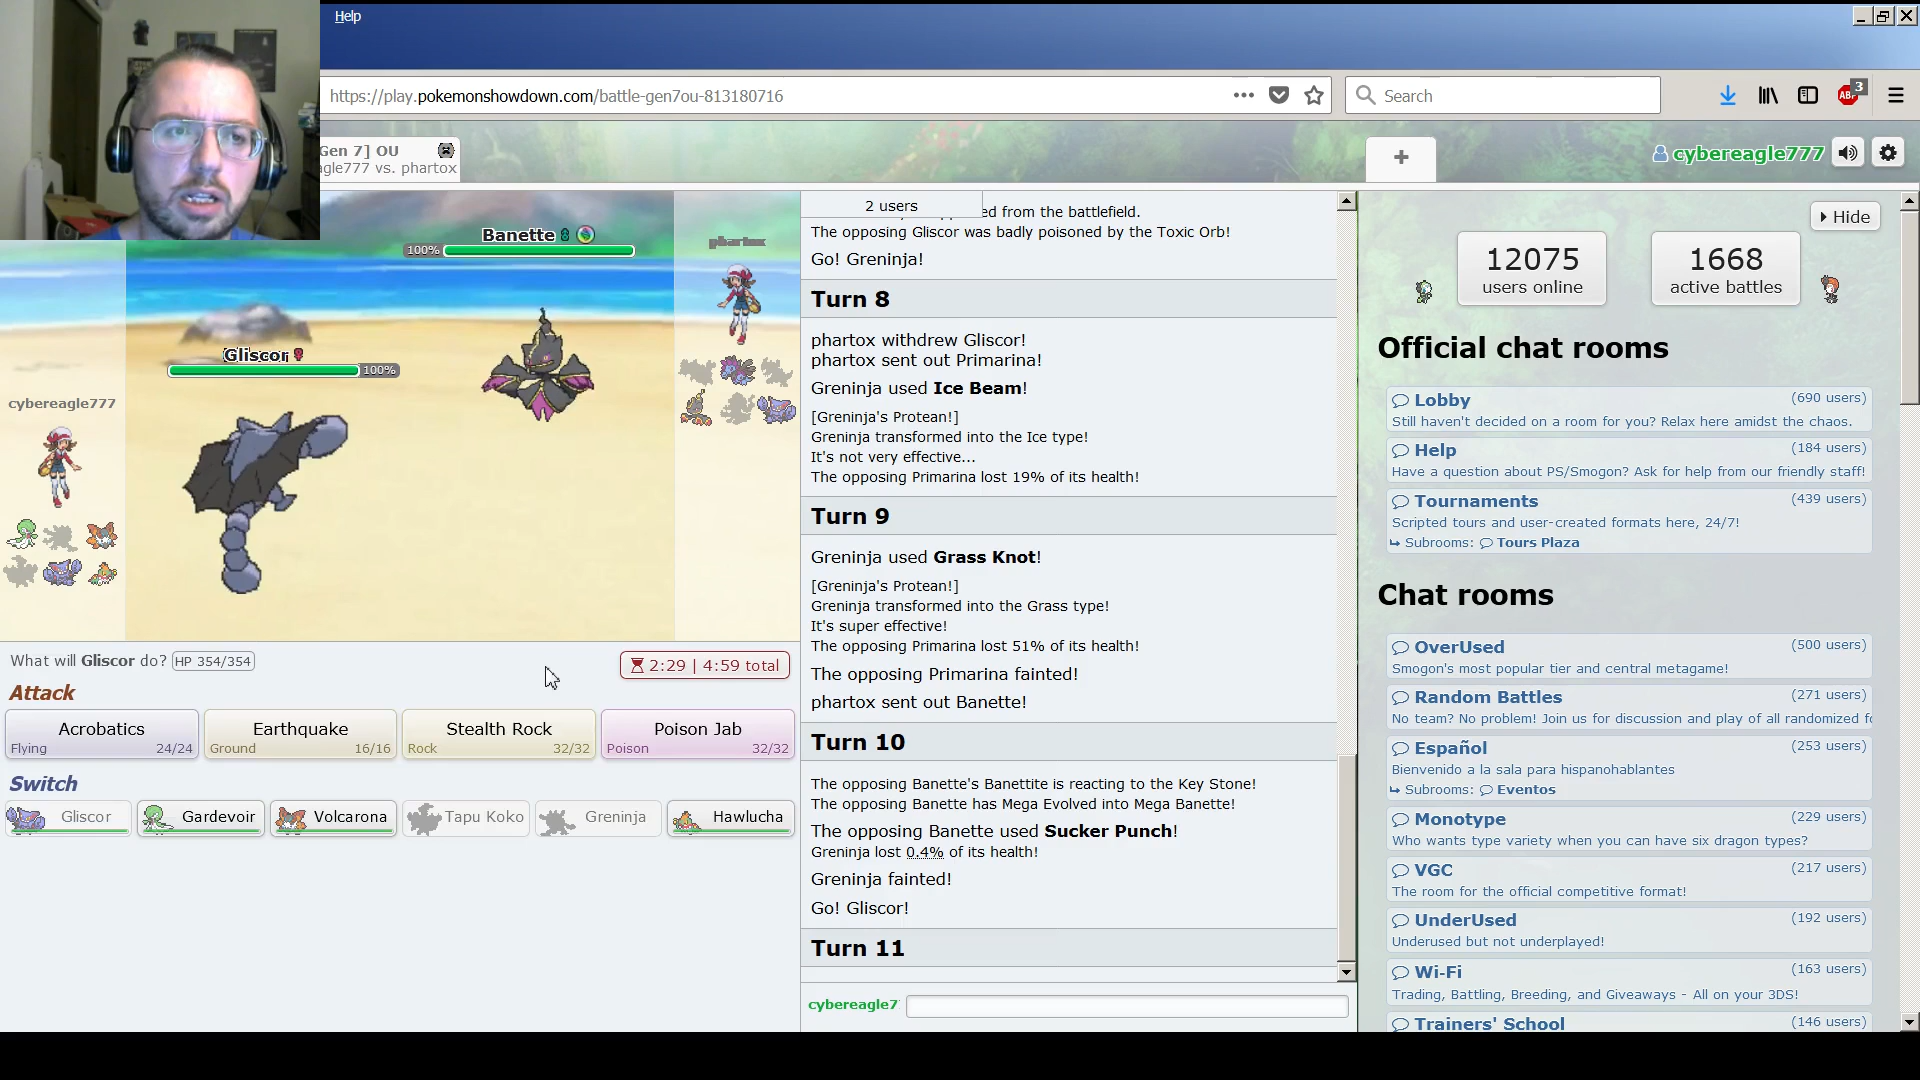 Help
https://play.pokemonshowdown.com/battle-gen7ou-813180716
Search
ABP
3
Gen 7] OU
gle777 vs. phartox
+
cybereagle777
Banette
100%
Gliscor
100%
phartox
cybereagle777
What will Gliscor do? HP 354/354
2:29 | 4:59 total
Attack
Acrobatics
Flying 24/24
Earthquake
Ground 16/16
Stealth Rock
Rock 32/32
Poison Jab
Poison 32/32
Switch
Gliscor
Gardevoir
Volcarona
Tapu Koko
Greninja
Hawlucha
2 users
ed from the battlefield.
The opposing Gliscor was badly poisoned by the Toxic Orb!
Go! Greninja!
Turn 8
phartox withdrew Gliscor!
phartox sent out Primarina!
Greninja used Ice Beam!
[Greninja's Protean!]
Greninja transformed into the Ice type!
It's not very effective...
The opposing Primarina lost 19% of its health!
Turn 9
Greninja used Grass Knot!
[Greninja's Protean!]
Greninja transformed into the Grass type!
It's super effective!
The opposing Primarina lost 51% of its health!
The opposing Primarina fainted!
phartox sent out Banette!
Turn 10
The opposing Banette's Banettite is reacting to the Key Stone!
The opposing Banette has Mega Evolved into Mega Banette!
The opposing Banette used Sucker Punch!
Greninja lost 0.4% of its health!
Greninja fainted!
Go! Gliscor!
Turn 11
cybereagle7
Hide
12075
users online
1668
active battles
Official chat rooms
Lobby (690 users)
Still haven't decided on a room for you? Relax here amidst the chaos.
Help (184 users)
Have a question about PS/Smogon? Ask for help from our friendly staff!
Tournaments (439 users)
Scripted tours and user-created formats here, 24/7!
Subrooms: Tours Plaza
Chat rooms
OverUsed (500 users)
Smogon's most popular tier and central metagame!
Random Battles (271 users)
No team? No problem! Join us for discussion and play of all randomized fo
Español (253 users)
Bienvenido a la sala para hispanohablantes
Subrooms: Eventos
Monotype (229 users)
Who wants type variety when you can have six dragon types?
VGC (217 users)
The room for the official competitive format!
UnderUsed (192 users)
Underused but not underplayed!
Wi-Fi (163 users)
Trading, Battling, Breeding, and Giveaways - All on your 3DS!
Trainers' School (146 users)